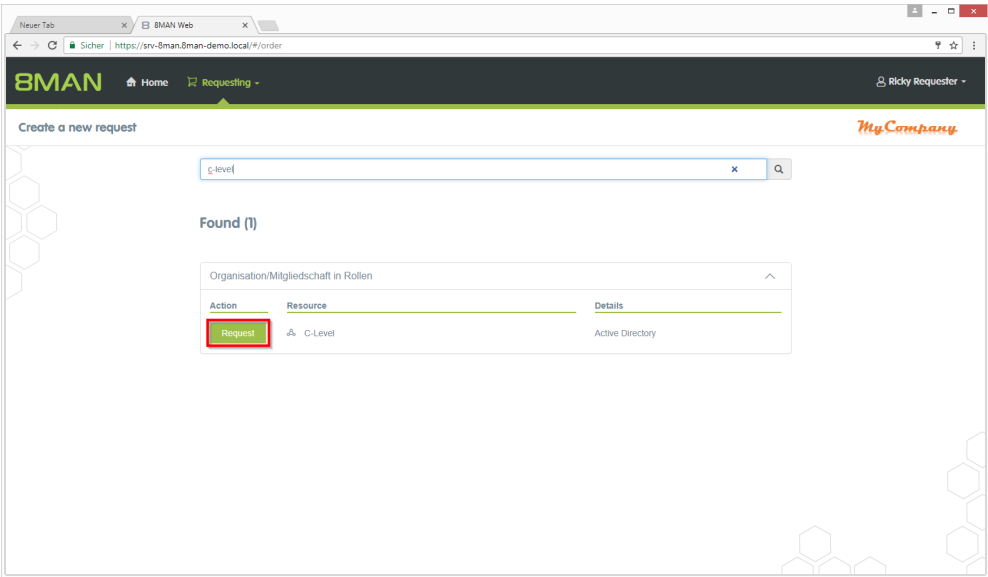 Neuer Tab
8MAN Web
Sicher | https://srv-8man.8man-demo.local/#/order
8MAN Home Requesting Ricky Requester
Create a new request
MyCompany
c-level
Found (1)
Organisation/Mitgliedschaft in Rollen
Action Resource Details
Request C-Level Active Directory